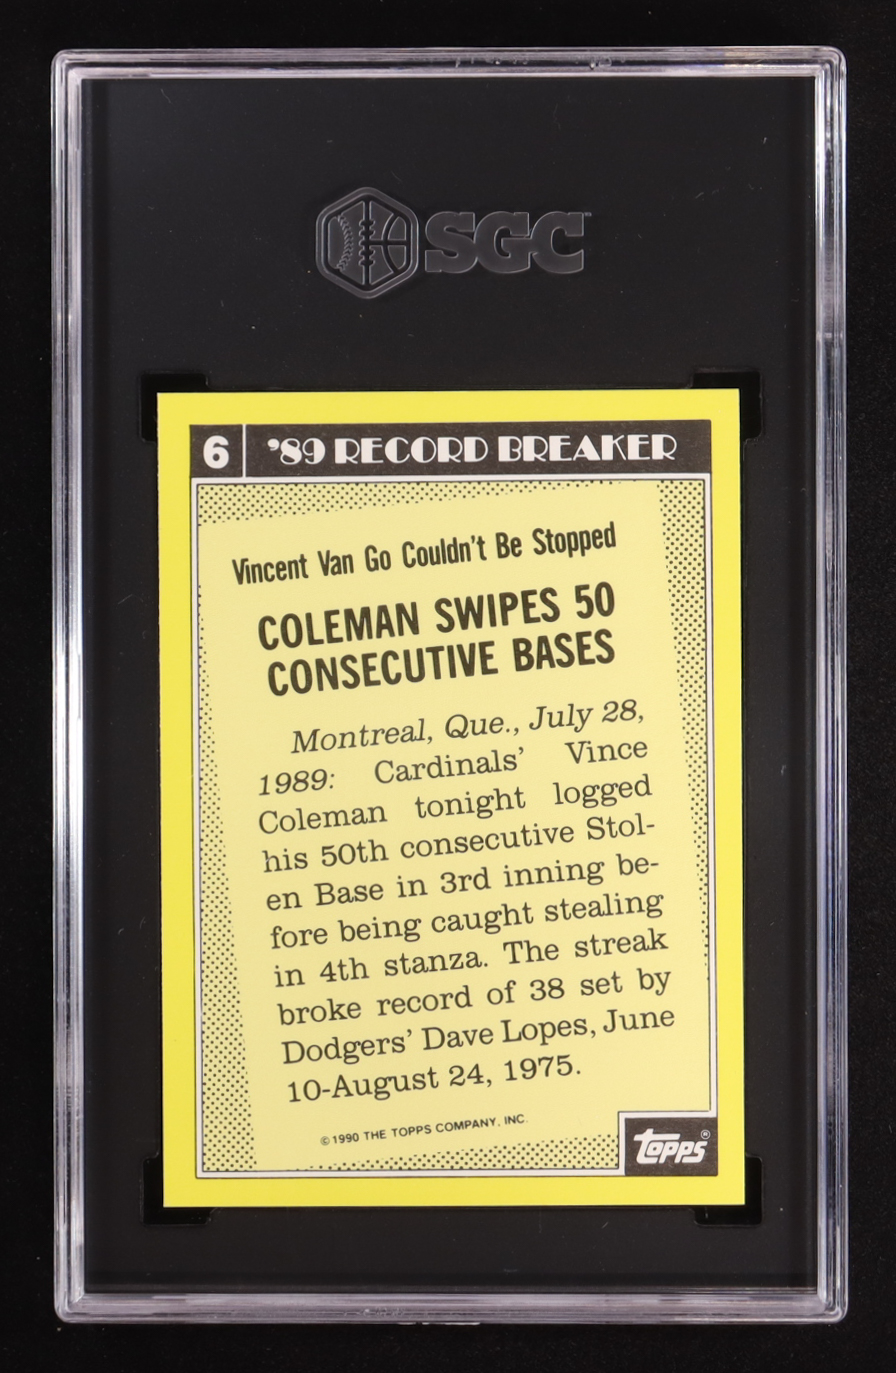 SGC
6 '89 RECORD BREAKER
Vincent Van Go Couldn't Be Stopped
COLEMAN SWIPES 50
CONSECUTIVE BASES
Montreal, Que., July 28,
1989: Cardinals' Vince
Coleman tonight logged
his 50th consecutive Stol-
en Base in 3rd inning be-
fore being caught stealing
in 4th stanza. The streak
broke record of 38 set by
Dodgers' Dave Lopes, June
10-August 24, 1975.
©1990 THE TOPPS COMPANY, INC.
topps®